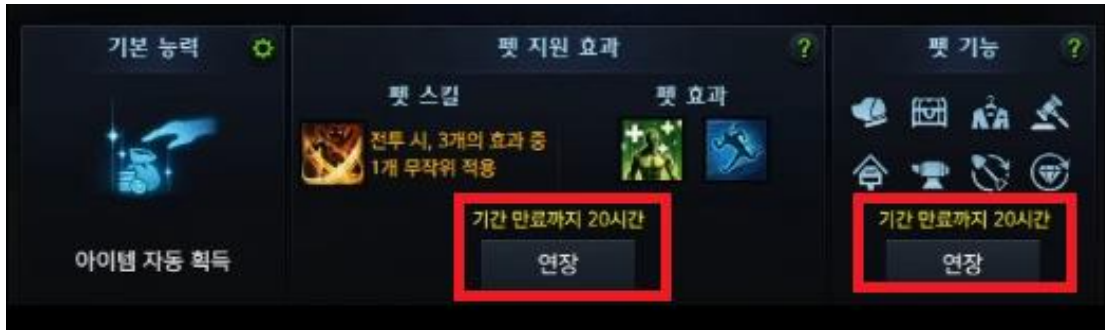 기본 능력
아이템 자동 획득
펫 지원 효과
?
펫 스킬
전투 시, 3개의 효과 중
1개 무작위 적용
펫 효과
기간 만료까지 20시간
연장
펫 기능
?
기간 만료까지 20시간
연장